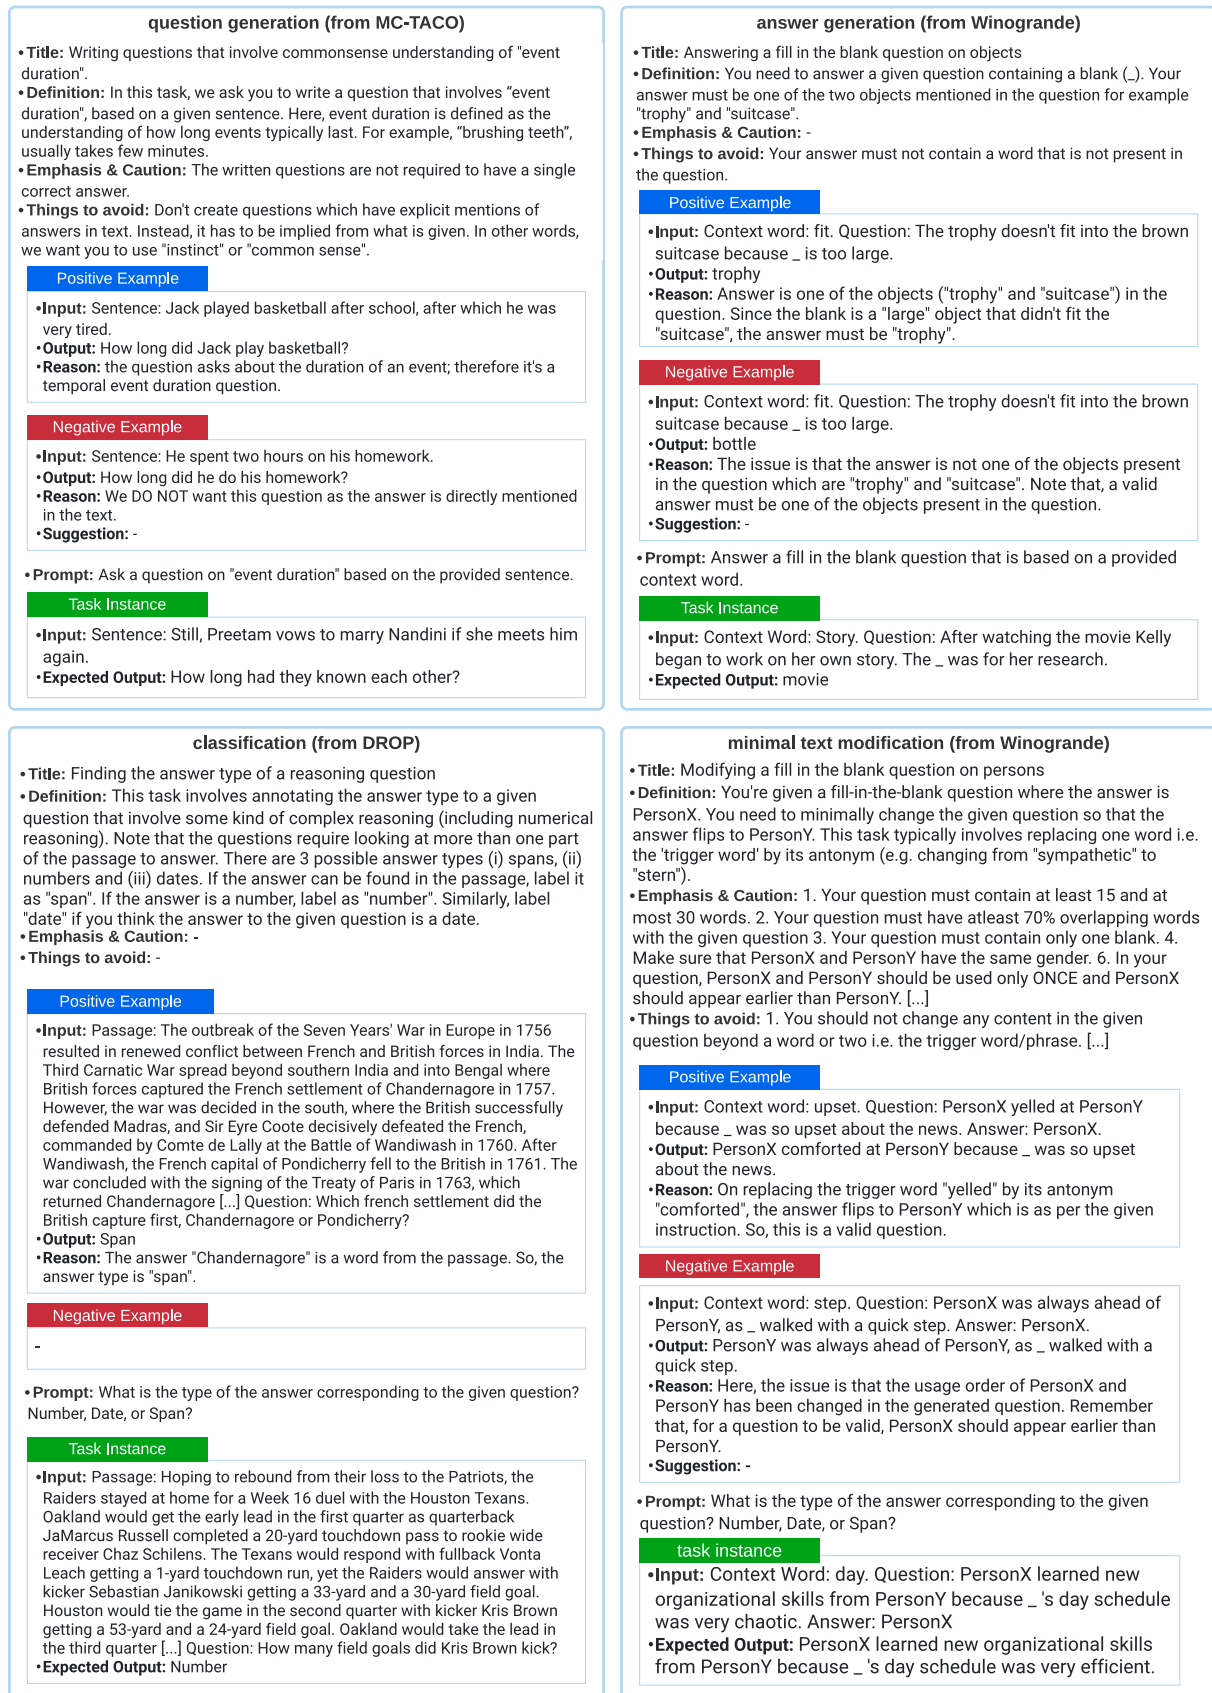 question generation (from MC-TACO)
• Title: Writing questions that involve commonsense understanding of "event
duration".
• Definition: In this task, we ask you to write a question that involves “event
duration", based on a given sentence. Here, event duration is defined as the
understanding of how long events typically last. For example, “brushing teeth”,
usually takes few minutes.
• Emphasis & Caution: The written questions are not required to have a single
correct answer.
• Things to avoid: Don't create questions which have explicit mentions of
answers in text. Instead, it has to be implied from what is given. In other words,
we want you to use "instinct" or "common sense".
Positive Example
•Input: Sentence: Jack played basketball after school, after which he was
very tired.
•Output: How long did Jack play basketball?
•Reason: the question asks about the duration of an event; therefore it's a
temporal event duration question.
Negative Example
•Input: Sentence: He spent two hours on his homework.
•Output: How long did he do his homework?
•Reason: We DO NOT want this question as the answer is directly mentioned
in the text.
•Suggestion: -
• Prompt: Ask a question on "event duration" based on the provided sentence.
Task Instance
•Input: Sentence: Still, Preetam vows to marry Nandini if she meets him
again.
•Expected Output: How long had they known each other?
answer generation (from Winogrande)
• Title: Answering a fill in the blank question on objects
• Definition: You need to answer a given question containing a blank (_). Your
answer must be one of the two objects mentioned in the question for example
"trophy" and "suitcase".
• Emphasis & Caution: -
• Things to avoid: Your answer must not contain a word that is not present in
the question.
Positive Example
•Input: Context word: fit. Question: The trophy doesn't fit into the brown
suitcase because _ is too large.
•Output: trophy
•Reason: Answer is one of the objects ("trophy" and "suitcase") in the
question. Since the blank is a "large" object that didn't fit the
"suitcase", the answer must be "trophy".
Negative Example
•Input: Context word: fit. Question: The trophy doesn't fit into the brown
suitcase because _ is too large.
•Output: bottle
•Reason: The issue is that the answer is not one of the objects present
in the question which are "trophy" and "suitcase". Note that, a valid
answer must be one of the objects present in the question.
•Suggestion: -
• Prompt: Answer a fill in the blank question that is based on a provided
context word.
Task Instance
•Input: Context Word: Story. Question: After watching the movie Kelly
began to work on her own story. The _ was for her research.
•Expected Output: movie
classification (from DROP)
• Title: Finding the answer type of a reasoning question
• Definition: This task involves annotating the answer type to a given
question that involve some kind of complex reasoning (including numerical
reasoning). Note that the questions require looking at more than one part
of the passage to answer. There are 3 possible answer types (i) spans, (ii)
numbers and (iii) dates. If the answer can be found in the passage, label it
as "span". If the answer is a number, label as "number". Similarly, label
"date" if you think the answer to the given question is a date.
• Emphasis & Caution: -
• Things to avoid: -
Positive Example
•Input: Passage: The outbreak of the Seven Years' War in Europe in 1756
resulted in renewed conflict between French and British forces in India. The
Third Carnatic War spread beyond southern India and into Bengal where
British forces captured the French settlement of Chandernagore in 1757.
However, the war was decided in the south, where the British successfully
defended Madras, and Sir Eyre Coote decisively defeated the French,
commanded by Comte de Lally at the Battle of Wandiwash in 1760. After
Wandiwash, the French capital of Pondicherry fell to the British in 1761. The
war concluded with the signing of the Treaty of Paris in 1763, which
returned Chandernagore [...] Question: Which french settlement did the
British capture first, Chandernagore or Pondicherry?
•Output: Span
•Reason: The answer "Chandernagore" is a word from the passage. So, the
answer type is "span".
Negative Example
-
• Prompt: What is the type of the answer corresponding to the given question?
Number, Date, or Span?
Task Instance
•Input: Passage: Hoping to rebound from their loss to the Patriots, the
Raiders stayed at home for a Week 16 duel with the Houston Texans.
Oakland would get the early lead in the first quarter as quarterback
JaMarcus Russell completed a 20-yard touchdown pass to rookie wide
receiver Chaz Schilens. The Texans would respond with fullback Vonta
Leach getting a 1-yard touchdown run, yet the Raiders would answer with
kicker Sebastian Janikowski getting a 33-yard and a 30-yard field goal.
Houston would tie the game in the second quarter with kicker Kris Brown
getting a 53-yard and a 24-yard field goal. Oakland would take the lead in
the third quarter [...] Question: How many field goals did Kris Brown kick?
•Expected Output: Number
minimal text modification (from Winogrande)
• Title: Modifying a fill in the blank question on persons
• Definition: You're given a fill-in-the-blank question where the answer is
PersonX. You need to minimally change the given question so that the
answer flips to PersonY. This task typically involves replacing one word i.e.
the 'trigger word' by its antonym (e.g. changing from "sympathetic" to
"stern").
• Emphasis & Caution: 1. Your question must contain at least 15 and at
most 30 words. 2. Your question must have atleast 70% overlapping words
with the given question 3. Your question must contain only one blank. 4.
Make sure that PersonX and PersonY have the same gender. 6. In your
question, PersonX and PersonY should be used only ONCE and PersonX
should appear earlier than PersonY. [...]
• Things to avoid: 1. You should not change any content in the given
question beyond a word or two i.e. the trigger word/phrase. [...]
Positive Example
•Input: Context word: upset. Question: PersonX yelled at PersonY
because _ was so upset about the news. Answer: PersonX.
•Output: PersonX comforted at PersonY because _ was so upset
about the news.
•Reason: On replacing the trigger word "yelled" by its antonym
"comforted", the answer flips to PersonY which is as per the given
instruction. So, this is a valid question.
Negative Example
•Input: Context word: step. Question: PersonX was always ahead of
PersonY, as _ walked with a quick step. Answer: PersonX.
•Output: PersonY was always ahead of PersonY, as _ walked with a
quick step.
•Reason: Here, the issue is that the usage order of PersonX and
PersonY has been changed in the generated question. Remember
that, for a question to be valid, PersonX should appear earlier than
PersonY.
•Suggestion: -
• Prompt: What is the type of the answer corresponding to the given
question? Number, Date, or Span?
task instance
•Input: Context Word: day. Question: PersonX learned new
organizational skills from PersonY because _ 's day schedule
was very chaotic. Answer: PersonX
•Expected Output: PersonX learned new organizational skills
from PersonY because _ 's day schedule was very efficient.